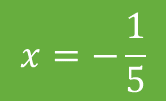 x = −1/5